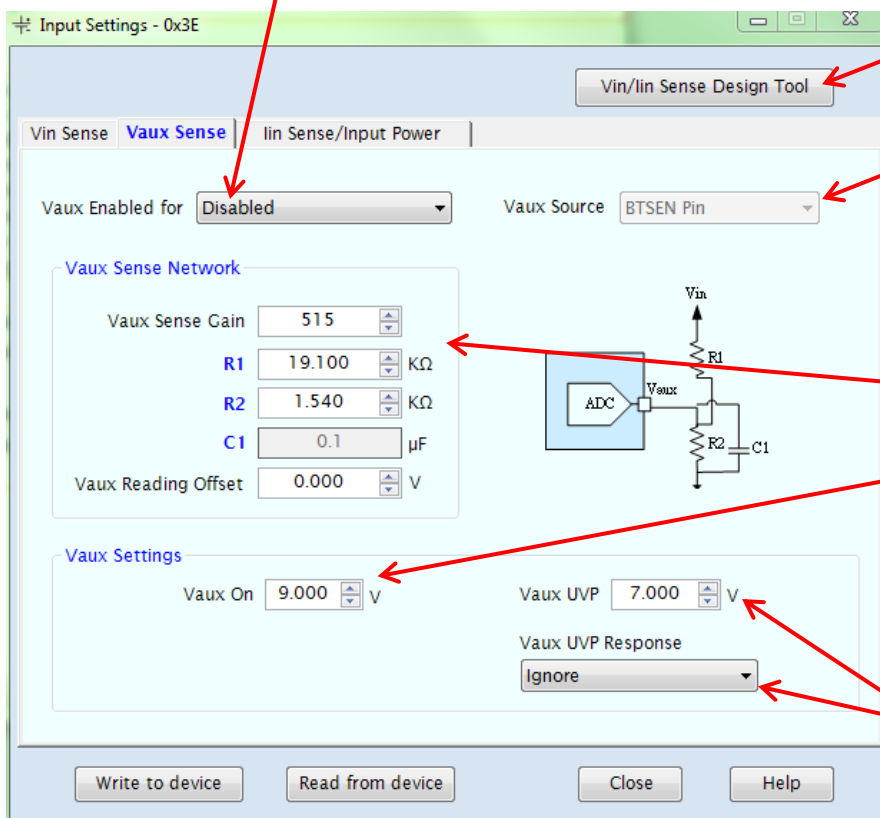 Input Settings - 0x3E
Vin/Iin Sense Design Tool
Vin Sense Vaux Sense Iin Sense/Input Power
Vaux Enabled for Disabled Vaux Source BTSEN Pin
Vaux Sense Network
Vaux Sense Gain 515
R1 19.100 KΩ
R2 1.540 KΩ
C1 0.1 µF
Vaux Reading Offset 0.000 V
Vin
R1
ADC Vaux
R2 C1
Vaux Settings
Vaux On 9.000 V Vaux UVP 7.000 V
Vaux UVP Response
Ignore
Write to device Read from device Close Help